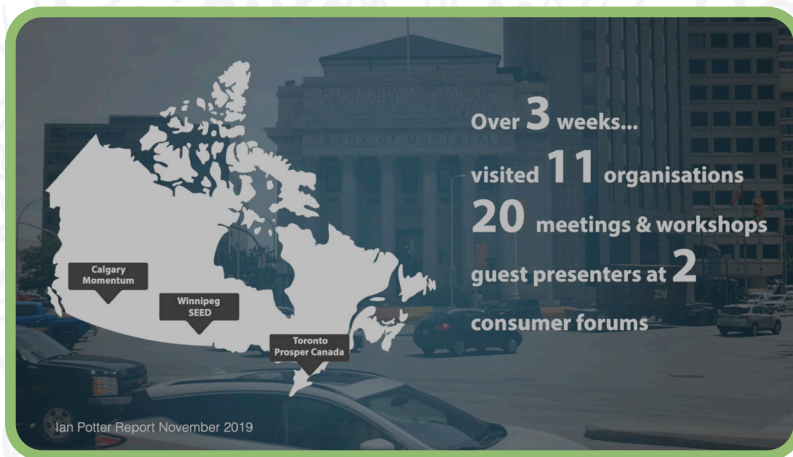 BANK OF MONTREAL
Over 3 weeks...
visited 11 organisations
20 meetings & workshops
guest presenters at 2
consumer forums
Calgary
Momentum
Winnipeg
SEED
Toronto
Prosper Canada
Ian Potter Report November 2019